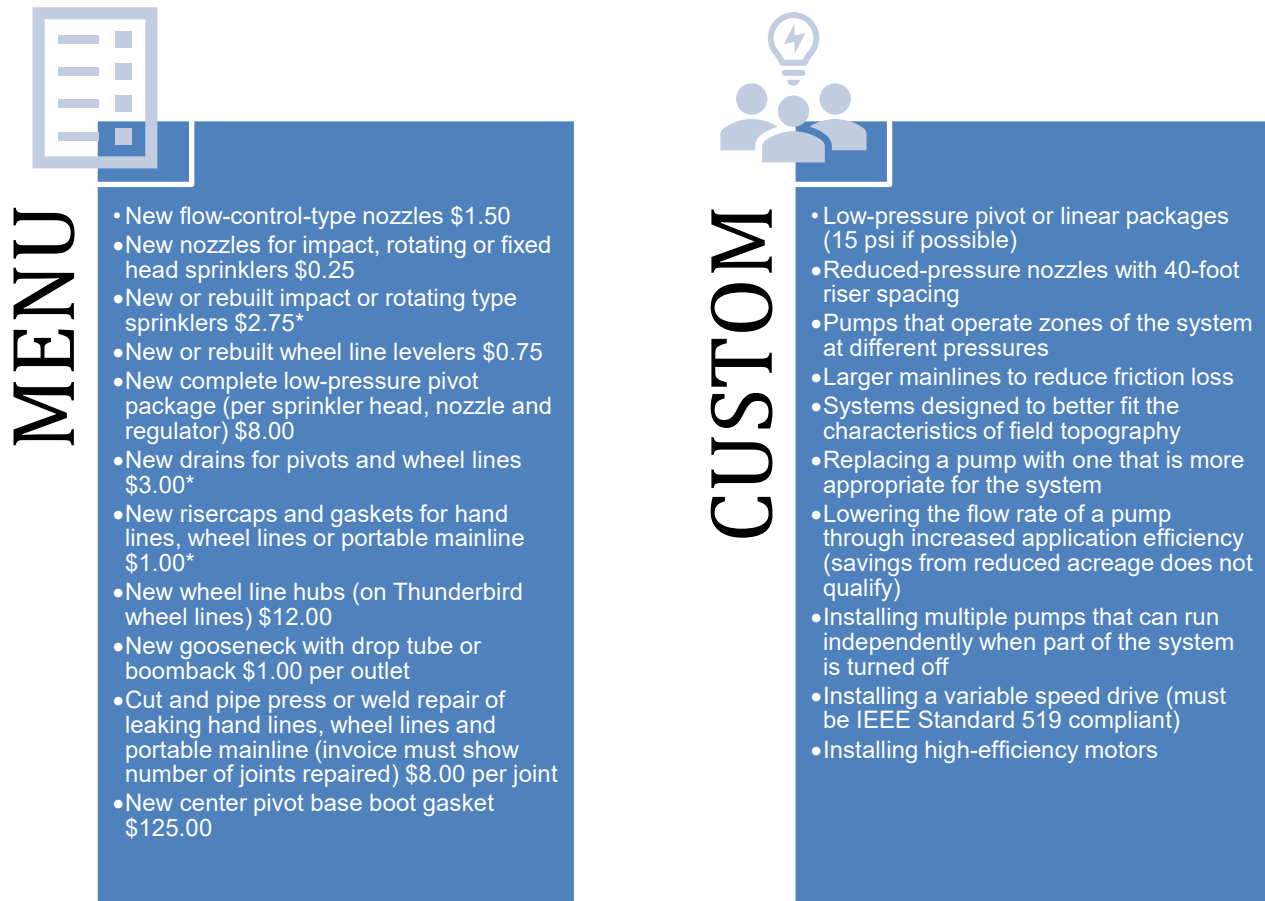 MENU
• New flow-control-type nozzles $1.50
•New nozzles for impact, rotating or fixed
head sprinklers $0.25
•New or rebuilt impact or rotating type
sprinklers $2.75*
•New or rebuilt wheel line levelers $0.75
•New complete low-pressure pivot
package (per sprinkler head, nozzle and
regulator) $8.00
•New drains for pivots and wheel lines
$3.00*
•New risercaps and gaskets for hand
lines, wheel lines or portable mainline
$1.00*
•New wheel line hubs (on Thunderbird
wheel lines) $12.00
•New gooseneck with drop tube or
boomback $1.00 per outlet
•Cut and pipe press or weld repair of
leaking hand lines, wheel lines and
portable mainline (invoice must show
number of joints repaired) $8.00 per joint
•New center pivot base boot gasket
$125.00
CUSTOM
• Low-pressure pivot or linear packages
(15 psi if possible)
•Reduced-pressure nozzles with 40-foot
riser spacing
•Pumps that operate zones of the system
at different pressures
•Larger mainlines to reduce friction loss
•Systems designed to better fit the
characteristics of field topography
•Replacing a pump with one that is more
appropriate for the system
•Lowering the flow rate of a pump
through increased application efficiency
(savings from reduced acreage does not
qualify)
•Installing multiple pumps that can run
independently when part of the system
is turned off
•Installing a variable speed drive (must
be IEEE Standard 519 compliant)
•Installing high-efficiency motors